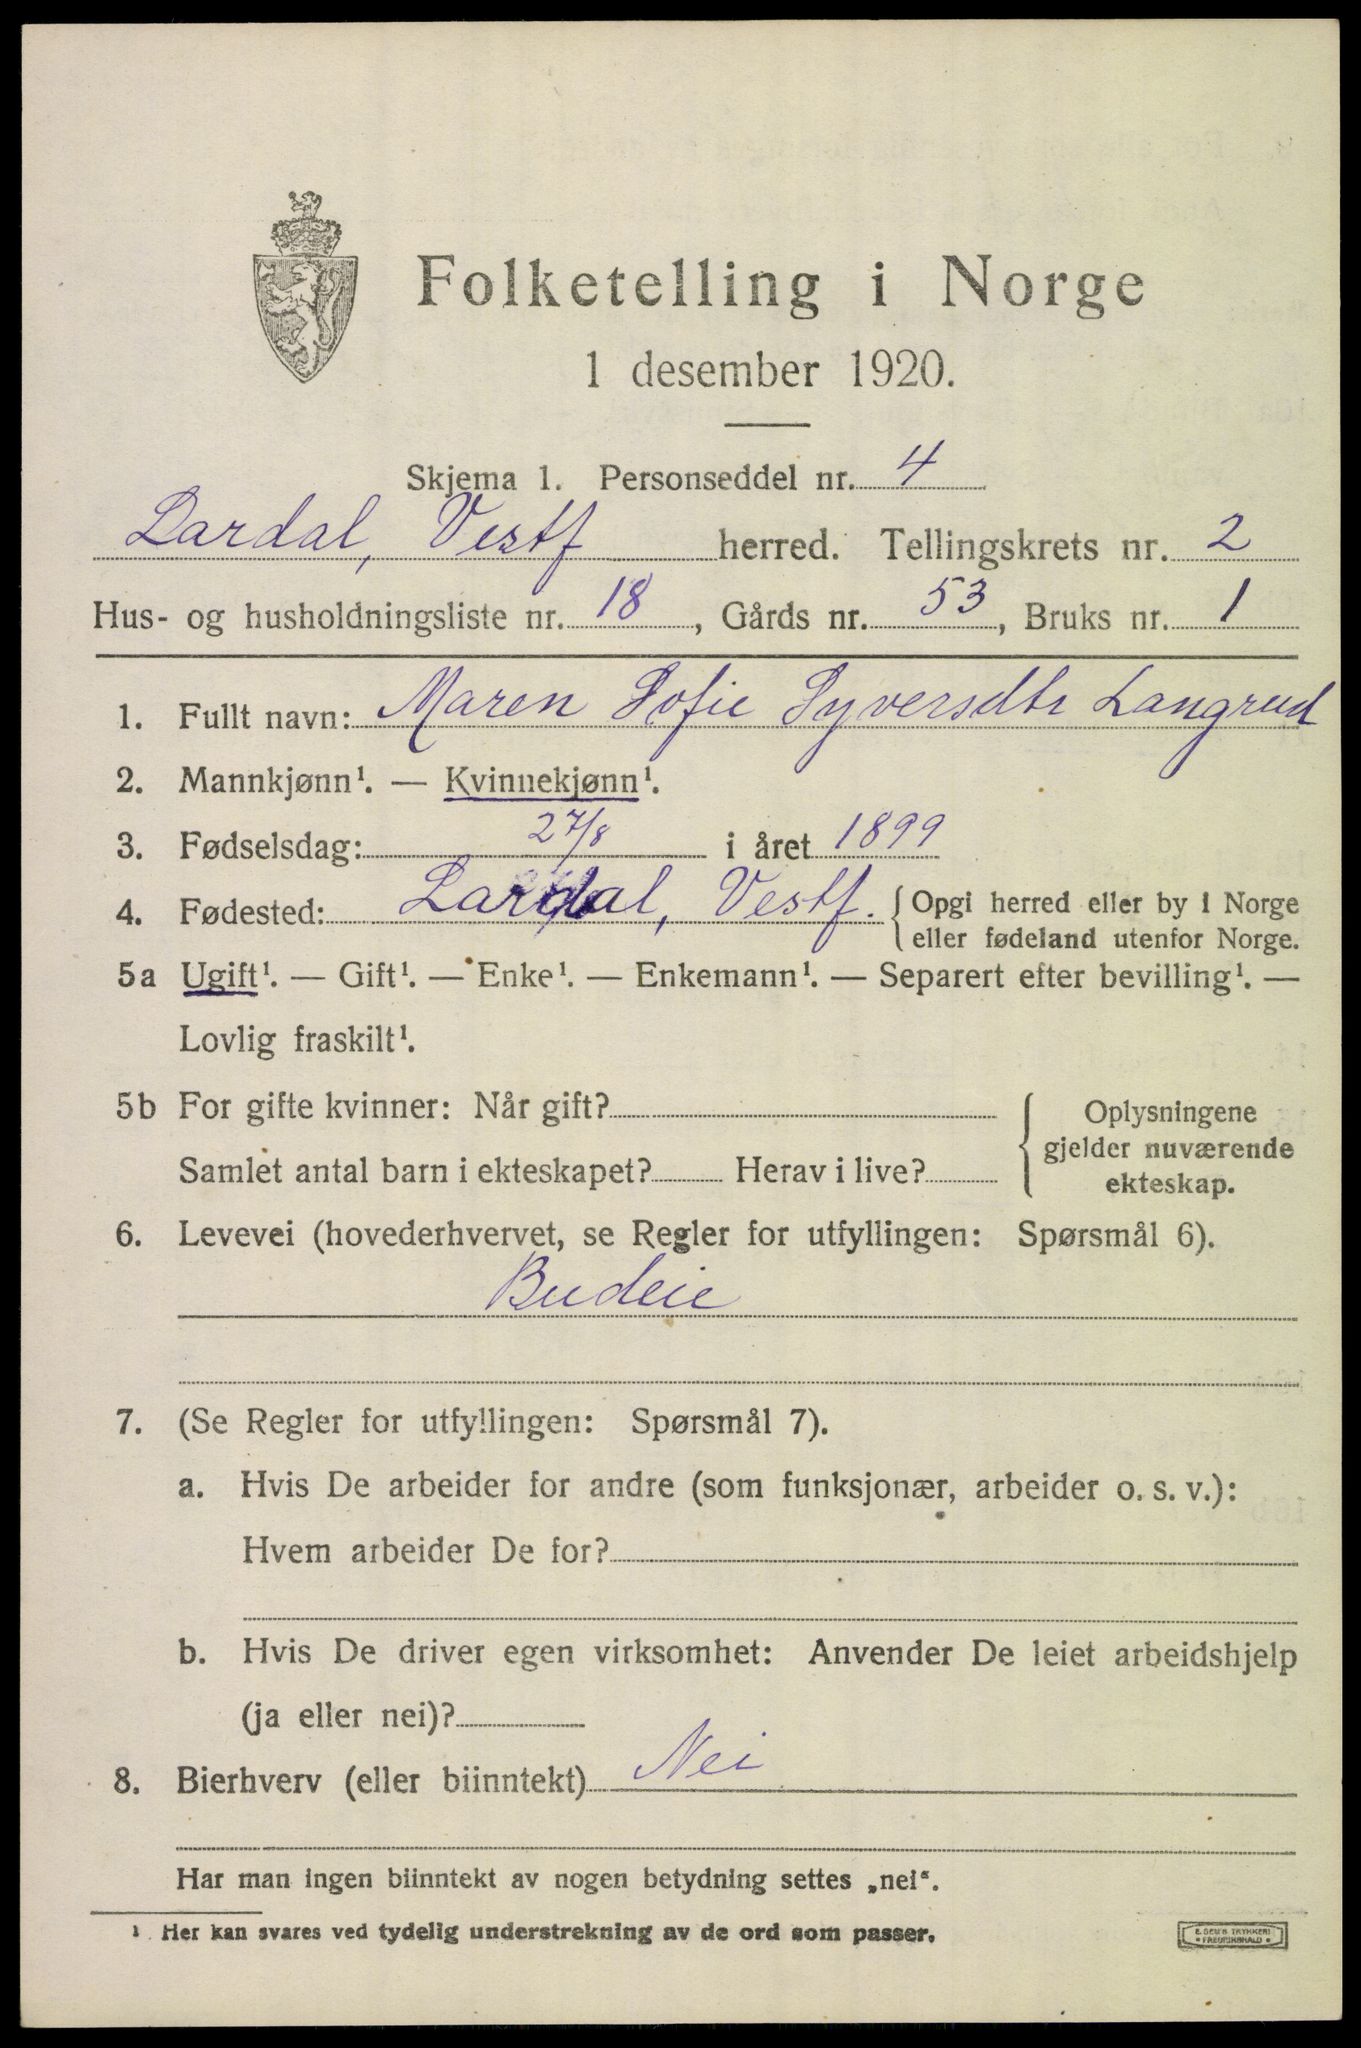 Folketelling i Norge
1 desember 1920.
Skjema 1. Personseddel nr. 4
Lardal, Vestf herred. Tellingskrets nr. 2
Hus- og husholdningsliste nr. 18, Gårds nr. 53, Bruks nr. 1
1. Fullt navn: Maren Sofie Syversdtr Langrud
2. Mannkjønn¹. — Kvinnekjønn¹.
3. Fødselsdag: 27/8 i året 1899
4. Fødested: Lardal, Vestf. { Opgi herred eller by i Norge
eller fødeland utenfor Norge.
5a Ugift¹. — Gift¹. — Enke¹. — Enkemann¹. — Separert efter bevilling¹. —
Lovlig fraskilt¹.
5b For gifte kvinner: Når gift?
Samlet antal barn i ekteskapet? Herav i live?
Oplysningene
gjelder nuværende
ekteskap.
6. Levevei (hovederhvervet, se Regler for utfyllingen: Spørsmål 6).
Budeie
7. (Se Regler for utfyllingen: Spørsmål 7).
a. Hvis De arbeider for andre (som funksjonær, arbeider o. s. v.):
Hvem arbeider De for?
b. Hvis De driver egen virksomhet: Anvender De leiet arbeidshjelp
(ja eller nei)?
8. Bierhverv (eller biinntekt) Nei
Har man ingen biinntekt av nogen betydning settes „nei“.
¹ Her kan svares ved tydelig understrekning av de ord som passer.
FREDRIKSHALD